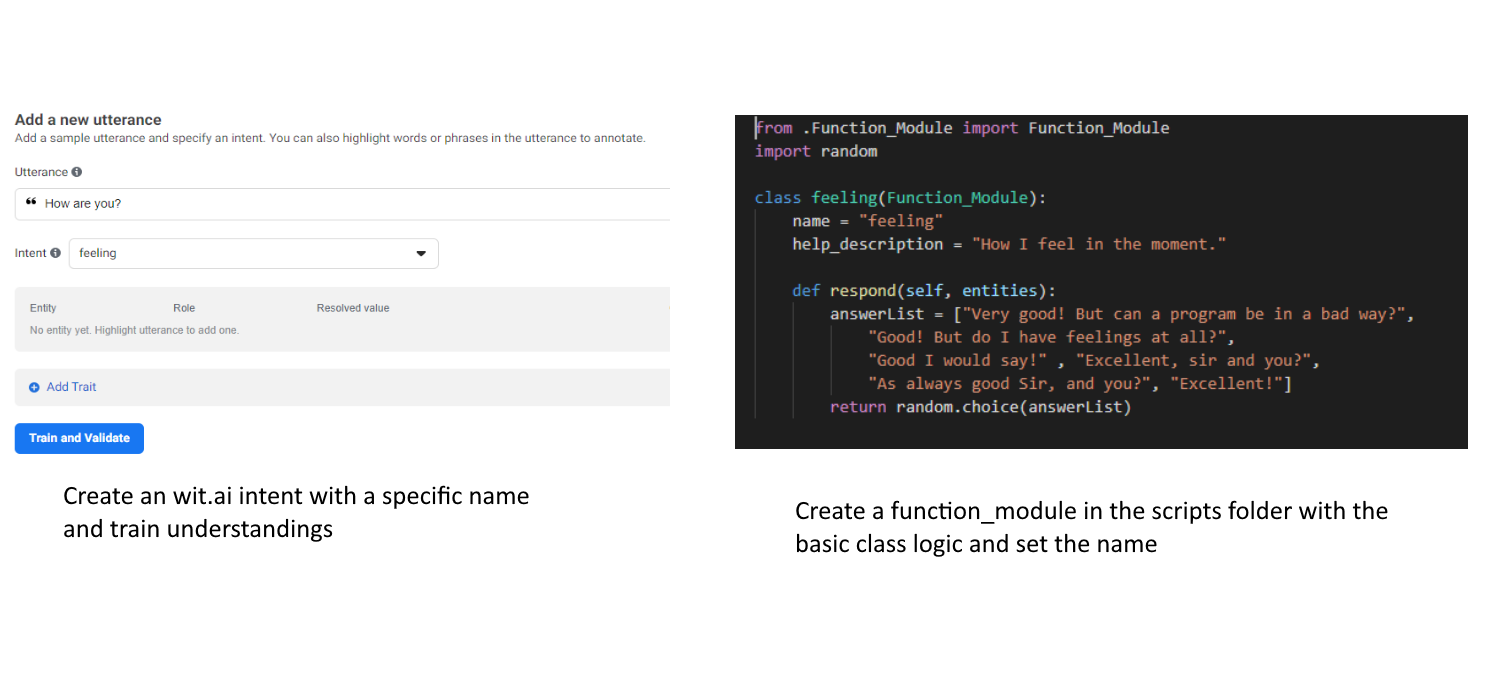 Add a new utterance
Add a sample utterance and specify an intent. You can also highlight words or phrases in the utterance to annotate.
Utterance
❝ How are you?
Intent feeling
Entity Role Resolved value
No entity yet. Highlight utterance to add one.
Add Trait
Train and Validate
Create an wit.ai intent with a specific name
and train understandings
from .Function_Module import Function_Module
import random
class feeling(Function_Module):
name = "feeling"
help_description = "How I feel in the moment."
def respond(self, entities):
answerList = ["Very good! But can a program be in a bad way?",
"Good! But do I have feelings at all?",
"Good I would say!" , "Excellent, sir and you?",
"As always good Sir, and you?", "Excellent!"]
return random.choice(answerList)
Create a function_module in the scripts folder with the
basic class logic and set the name